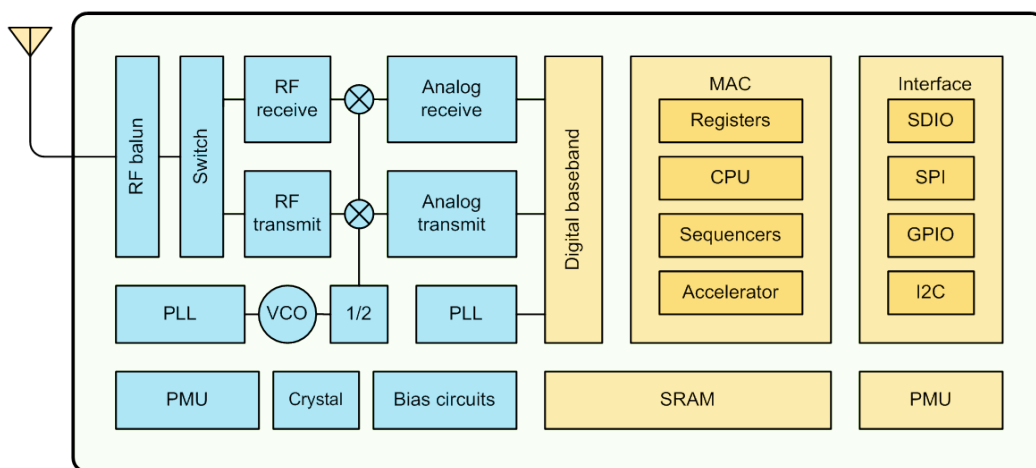 RF balun
Switch
RF
receive
Analog
receive
RF
transmit
Analog
transmit
PLL
VCO
1/2
PLL
Digital baseband
MAC
Registers
CPU
Sequencers
Accelerator
Interface
SDIO
SPI
GPIO
I2C
PMU
Crystal
Bias circuits
SRAM
PMU